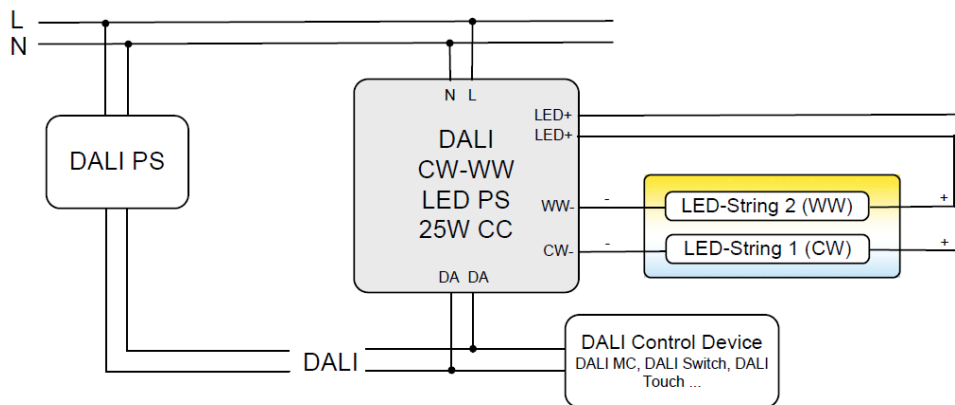 L
N
N L
LED+
LED+
DALI PS
DALI
CW-WW
LED PS
25W CC
WW-
-
LED-String 2 (WW)
+
CW-
-
LED-String 1 (CW)
+
DA DA
DALI
DALI Control Device
DALI MC, DALI Switch, DALI
Touch ...